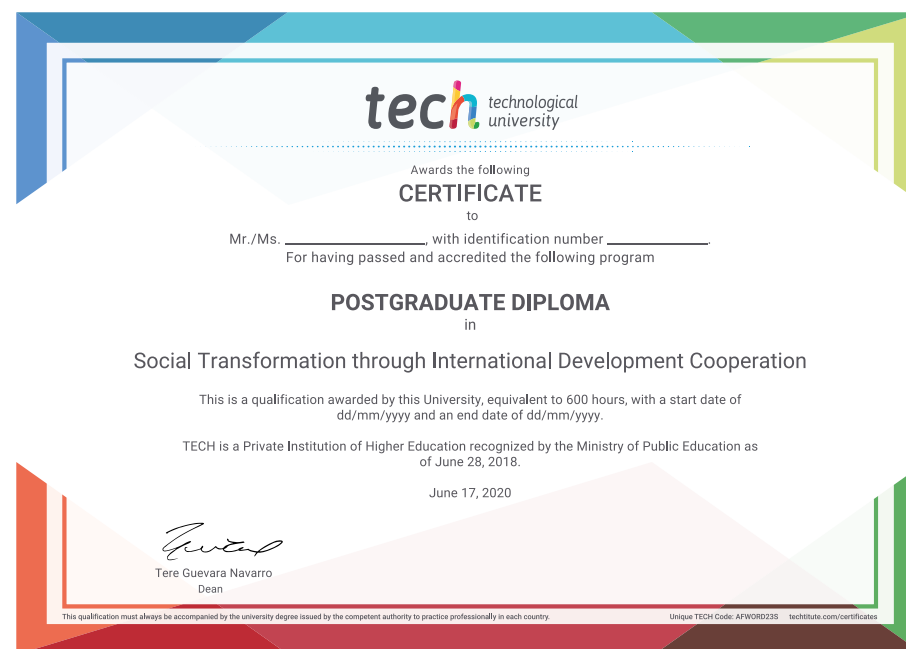 tech technological
university
Awards the following
CERTIFICATE
to
Mr./Ms. ____________________, with identification number ______________.
For having passed and accredited the following program
POSTGRADUATE DIPLOMA
in
Social Transformation through International Development Cooperation
This is a qualification awarded by this University, equivalent to 600 hours, with a start date of
dd/mm/yyyy and an end date of dd/mm/yyyy.
TECH is a Private Institution of Higher Education recognized by the Ministry of Public Education as
of June 28, 2018.
June 17, 2020
Tere Guevara Navarro
Dean
This qualification must always be accompanied by the university degree issued by the competent authority to practice professionally in each country.
Unique TECH Code: AFWORD23S techtitute.com/certificates